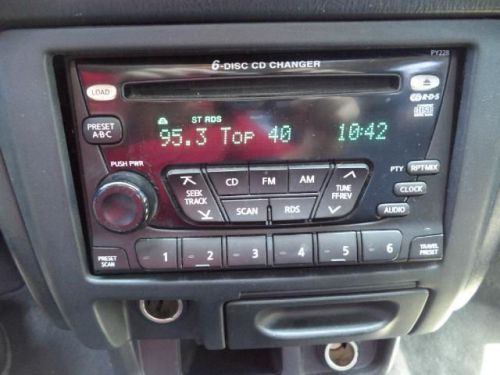 6-DISC CD CHANGER
PY228
LOAD
ST RDS
R·D·S
PRESET A·B·C
95.3 Top 40 10:42
PUSH PWR
SEEK TRACK
CD FM AM
TUNE FF·REV
PTY RPT·MIX
CLOCK
SCAN RDS
AUDIO
PRESET SCAN
1 2 3 4 5 6
TRAVEL PRESET